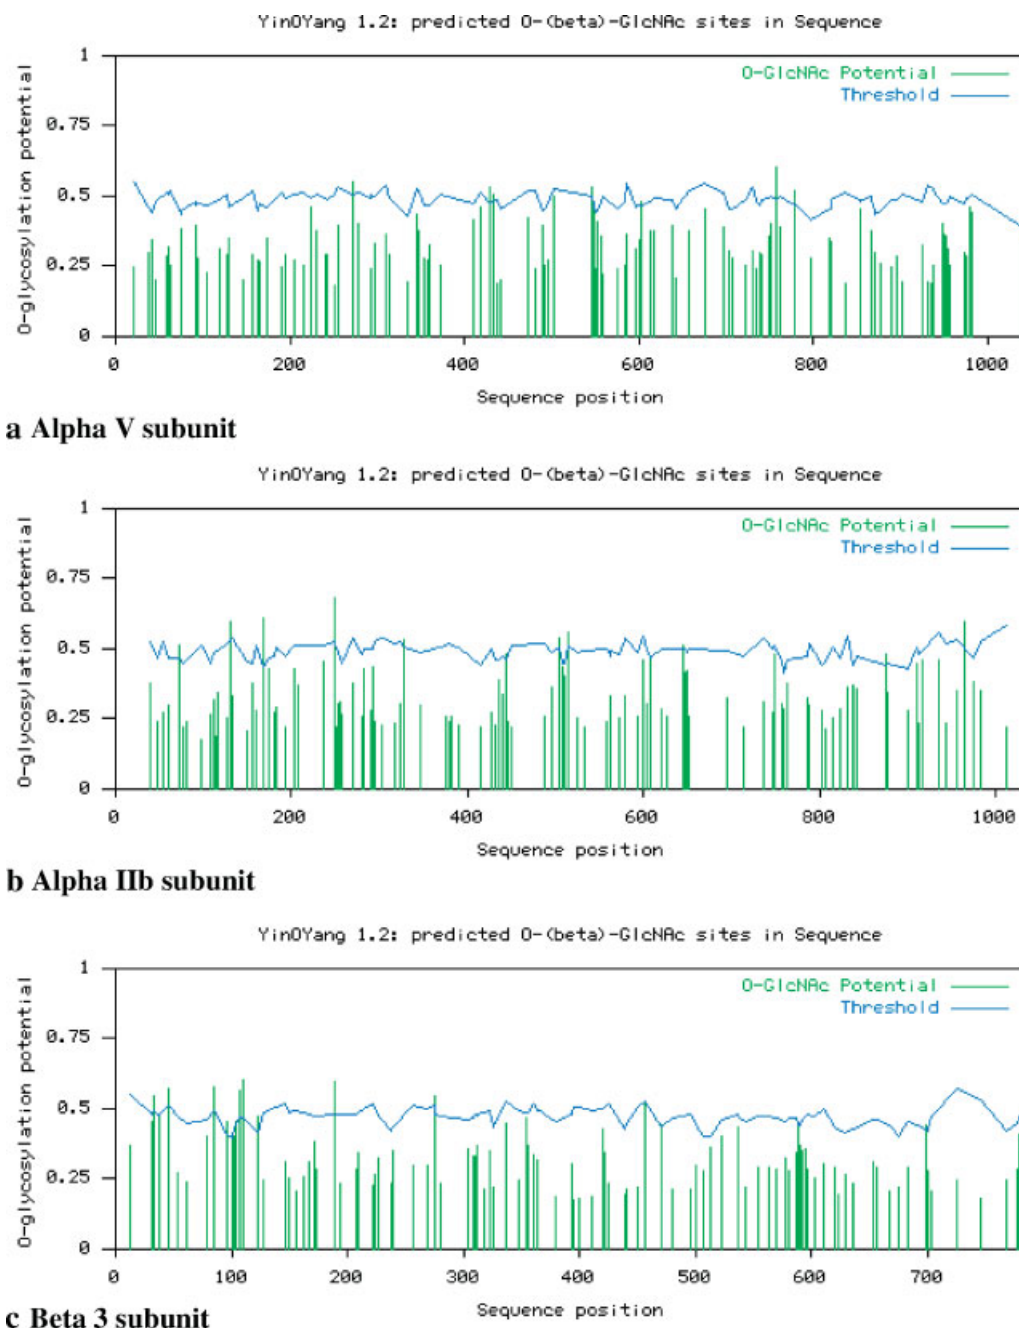 YinOYang 1.2: predicted O-(beta)-GlcNAc sites in Sequence
O-glycosylation potential
1
0.75
0.5
0.25
0
O-GlcNAc Potential
Threshold
0 200 400 600 800 1000
Sequence position
a Alpha V subunit
YinOYang 1.2: predicted O-(beta)-GlcNAc sites in Sequence
O-glycosylation potential
1
0.75
0.5
0.25
0
O-GlcNAc Potential
Threshold
0 200 400 600 800 1000
Sequence position
b Alpha IIb subunit
YinOYang 1.2: predicted O-(beta)-GlcNAc sites in Sequence
O-glycosylation potential
1
0.75
0.5
0.25
0
O-GlcNAc Potential
Threshold
0 100 200 300 400 500 600 700
Sequence position
c Beta 3 subunit